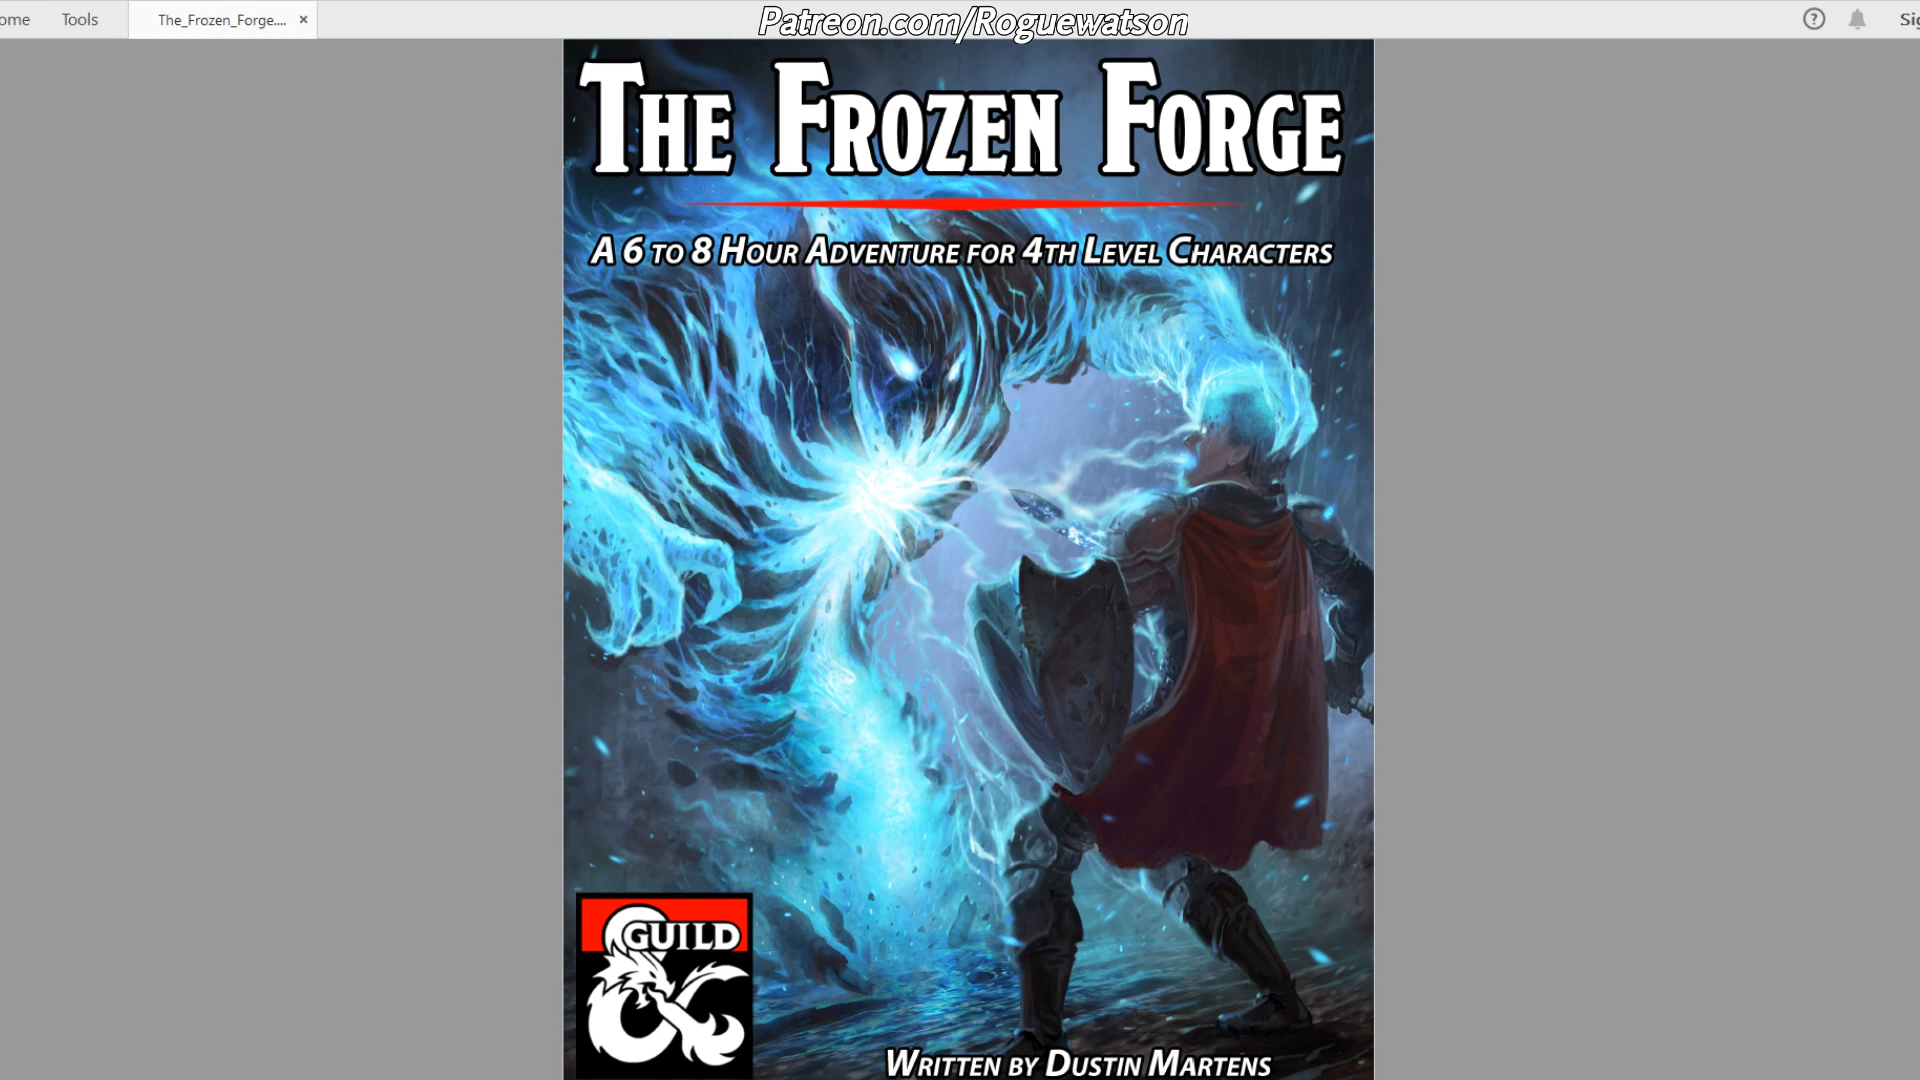 ome Tools The_Frozen_Forge.... × Patreon.com/Roguewatson ? Sig
THE FROZEN FORGE
A 6 TO 8 HOUR ADVENTURE FOR 4TH LEVEL CHARACTERS
GUILD
WRITTEN BY DUSTIN MARTENS